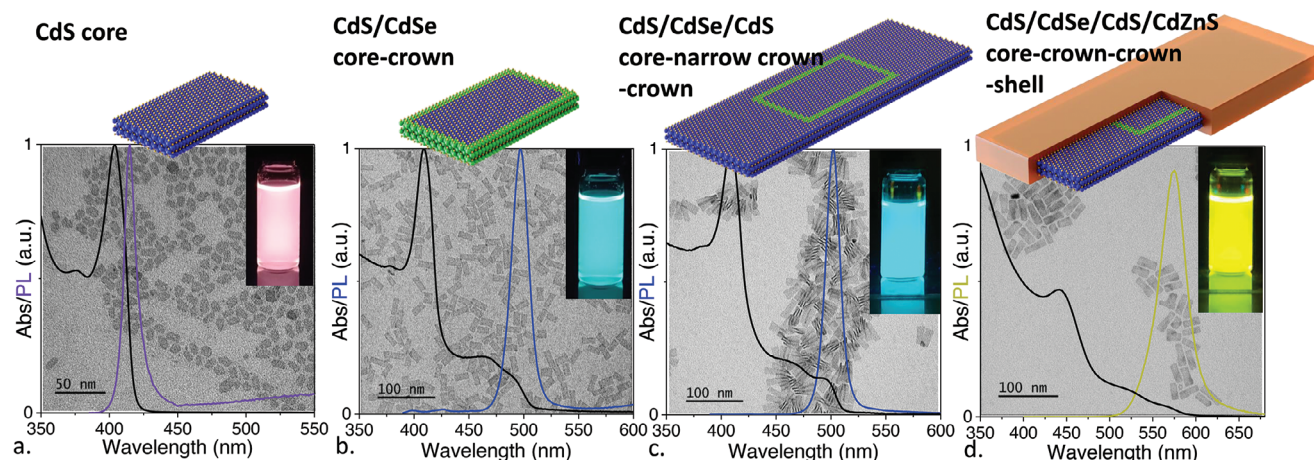 CdS core
1
Abs/PL (a.u.)
0
50 nm
350
400
450
500
550
Wavelength (nm)
a.
CdS/CdSe
core-crown
1
Abs/PL (a.u.)
0
100 nm
350
400
450
500
550
600
Wavelength (nm)
b.
CdS/CdSe/CdS
core-narrow crown
-crown
1
Abs/PL (a.u.)
0
100 nm
350
400
450
500
550
600
Wavelength (nm)
c.
CdS/CdSe/CdS/CdZnS
core-crown-crown
-shell
1
Abs/PL (a.u.)
0
100 nm
350
400
450
500
550
600
650
Wavelength (nm)
d.